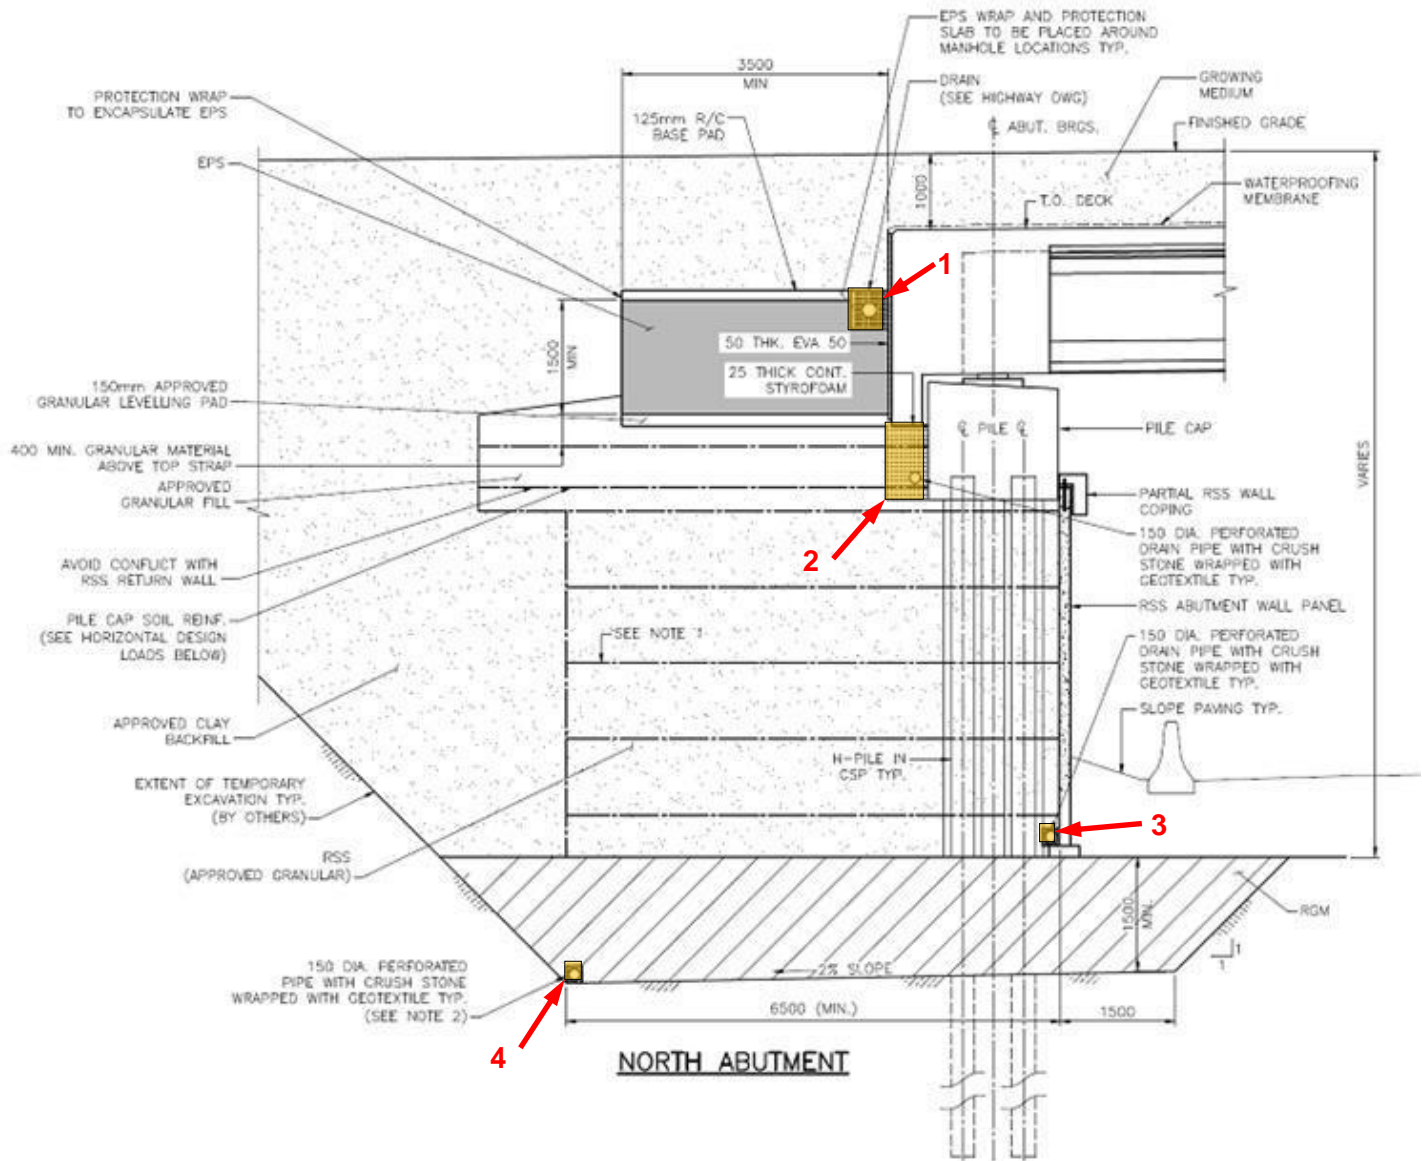 EPS WRAP AND PROTECTION
SLAB TO BE PLACED AROUND
MANHOLE LOCATIONS TYP.
3500
MIN
DRAIN
(SEE HIGHWAY DWG)
GROWING
MEDIUM
PROTECTION WRAP
TO ENCAPSULATE EPS
125mm R/C
BASE PAD
℄ ABUT. BRGS.
FINISHED GRADE
EPS
1000
T.O. DECK
WATERPROOFING
MEMBRANE
1
50 THK. EVA 50
1500
MIN
25 THICK CONT.
STYROFOAM
150mm APPROVED
GRANULAR LEVELLING PAD
℄ PILE ℄
PILE CAP
400 MIN. GRANULAR MATERIAL
ABOVE TOP STRAP
VARIES
APPROVED
GRANULAR FILL
PARTIAL RSS WALL
COPING
2
150 DIA. PERFORATED
DRAIN PIPE WITH CRUSH
STONE WRAPPED WITH
GEOTEXTILE TYP.
AVOID CONFLICT WITH
RSS RETURN WALL
RSS ABUTMENT WALL PANEL
PILE CAP SOIL REINF.
(SEE HORIZONTAL DESIGN
LOADS BELOW)
SEE NOTE 1
150 DIA. PERFORATED
DRAIN PIPE WITH CRUSH
STONE WRAPPED WITH
GEOTEXTILE TYP.
SLOPE PAVING TYP.
APPROVED CLAY
BACKFILL
H-PILE IN
CSP TYP.
EXTENT OF TEMPORARY
EXCAVATION TYP.
(BY OTHERS)
3
RSS
(APPROVED GRANULAR)
1500
MIN.
RGM
1
1
150 DIA. PERFORATED
PIPE WITH CRUSH STONE
WRAPPED WITH GEOTEXTILE TYP.
(SEE NOTE 2)
2% SLOPE
6500 (MIN.)
1500
4
NORTH ABUTMENT